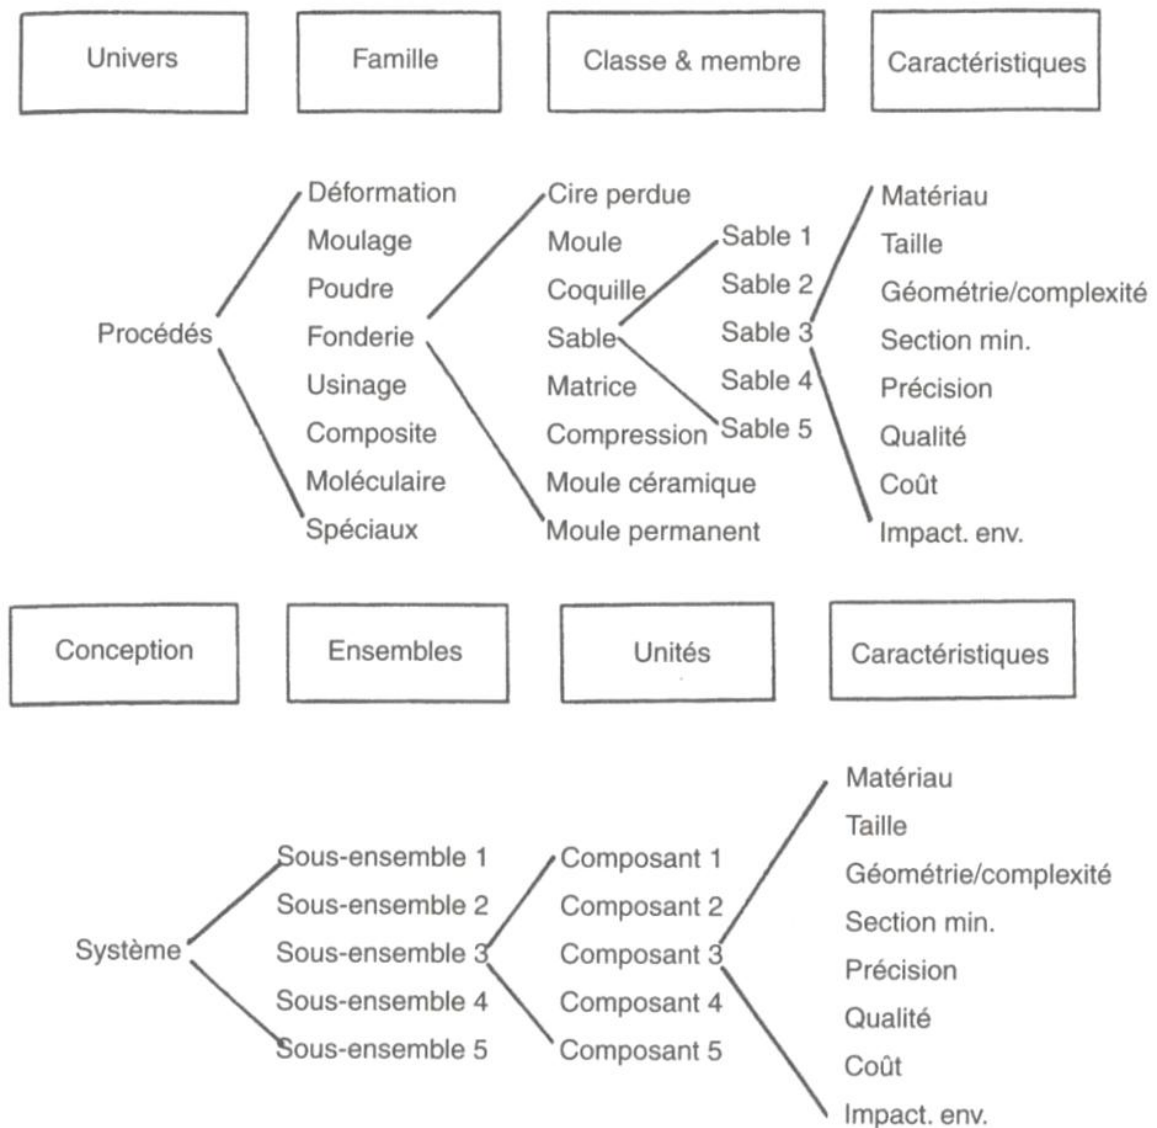 Univers
Famille
Classe & membre
Caractéristiques
Procédés
Déformation
Moulage
Poudre
Fonderie
Usinage
Composite
Moléculaire
Spéciaux
Cire perdue
Moule
Coquille
Sable
Matrice
Compression
Moule céramique
Moule permanent
Sable 1
Sable 2
Sable 3
Sable 4
Sable 5
Matériau
Taille
Géométrie/complexité
Section min.
Précision
Qualité
Coût
Impact. env.
Conception
Ensembles
Unités
Caractéristiques
Système
Sous-ensemble 1
Sous-ensemble 2
Sous-ensemble 3
Sous-ensemble 4
Sous-ensemble 5
Composant 1
Composant 2
Composant 3
Composant 4
Composant 5
Matériau
Taille
Géométrie/complexité
Section min.
Précision
Qualité
Coût
Impact. env.